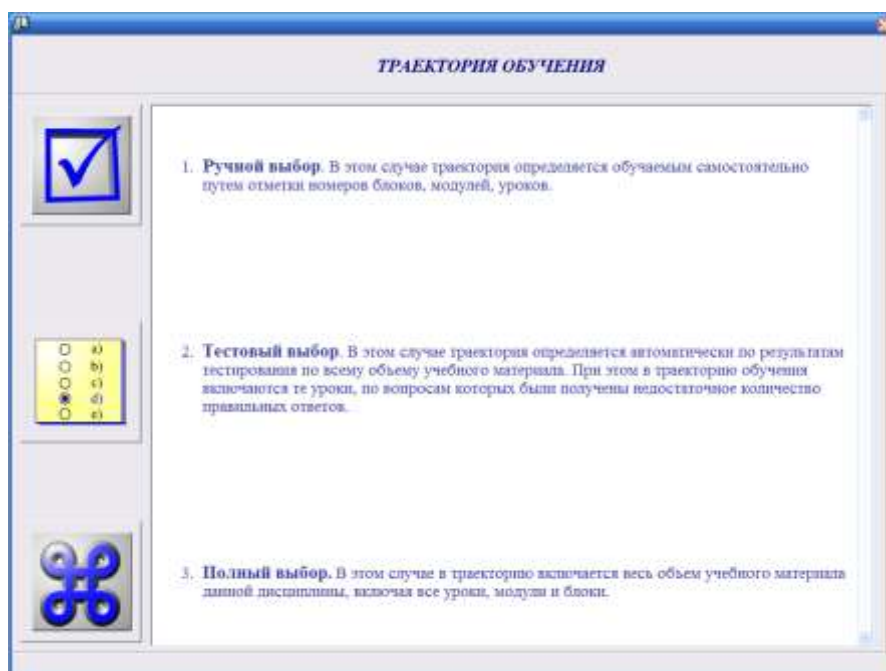 ТРАЕКТОРИЯ ОБУЧЕНИЯ
1. Ручной выбор. В этом случае траектория определяется обучаемым самостоятельно
путем отметки номеров блоков, модулей, уроков.
a)
b)
c)
d)
e)
2. Тестовый выбор. В этом случае траектория определяется автоматически по результатам
тестирования по всему объему учебного материала. При этом в траекторию обучения
включаются те уроки, по вопросам которых были получены недостаточное количество
правильных ответов.
3. Полный выбор. В этом случае в траекторию включается весь объем учебного материала
данной дисциплины, включая все уроки, модули и блоки.